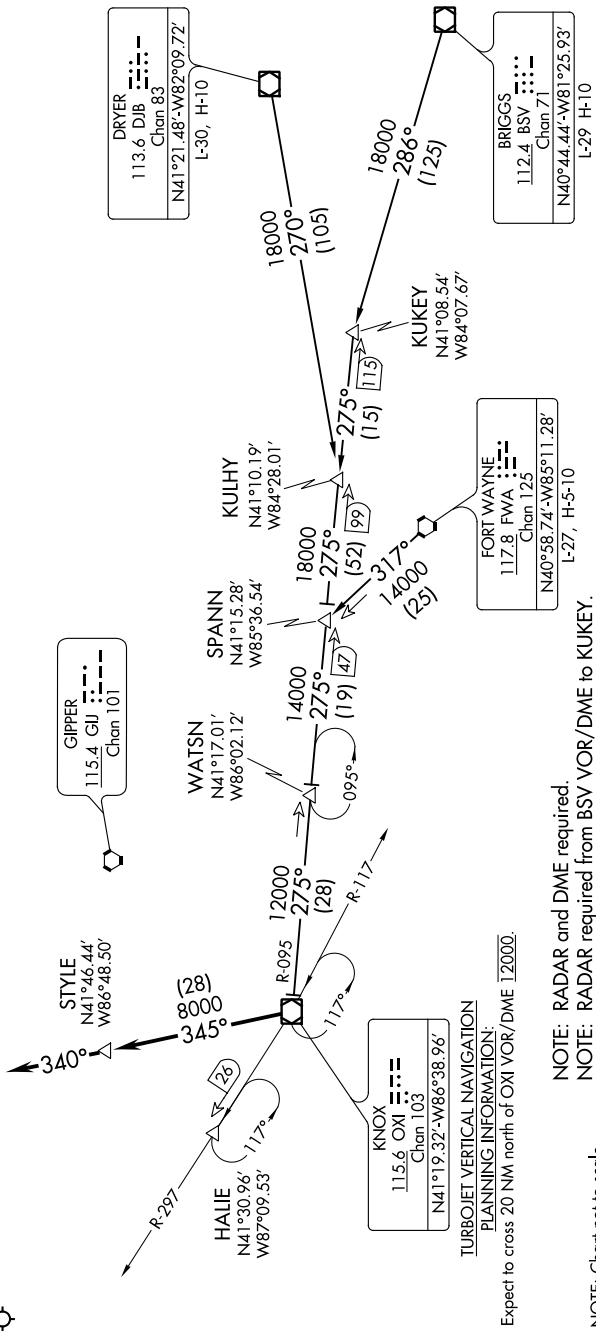 DRYER
113.6 DJB
Chan 83
N41°21.48'-W82°09.72'
L-30, H-10
18000
270°
(105)
18000
286°
(125)
BRIGGS
112.4 BSV
Chan 71
N40°44.44'-W81°25.93'
L-29 H-10
KUKEY
N41°08.54'
W84°07.67'
115
275°
(15)
KULHY
N41°10.19'
W84°28.01'
99
18000
275°
(52)
SPANN
N41°15.28'
W85°36.54'
47
317°
14000
(25)
FORT WAYNE
117.8 FWA
Chan 125
N40°58.74'-W85°11.28'
L-27, H-5-10
14000
275°
(19)
WATSN
N41°17.01'
W86°02.12'
095°
GIPPER
115.4 GIJ
Chan 101
12000
275°
(28)
R-095
R-117
117°
STYLE
N41°46.44'
W86°48.50'
(28)
8000
345°
340°
26
117°
R-297
HALIE
N41°30.96'
W87°09.53'
KNOX
115.6 OXI
Chan 103
N41°19.32'-W86°38.96'
TURBOJET VERTICAL NAVIGATION
PLANNING INFORMATION:
Expect to cross 20 NM north of OXI VOR/DME 12000.
NOTE: RADAR and DME required.
NOTE: RADAR required from BSV VOR/DME to KUKEY.
NOTE: Chart not to scale